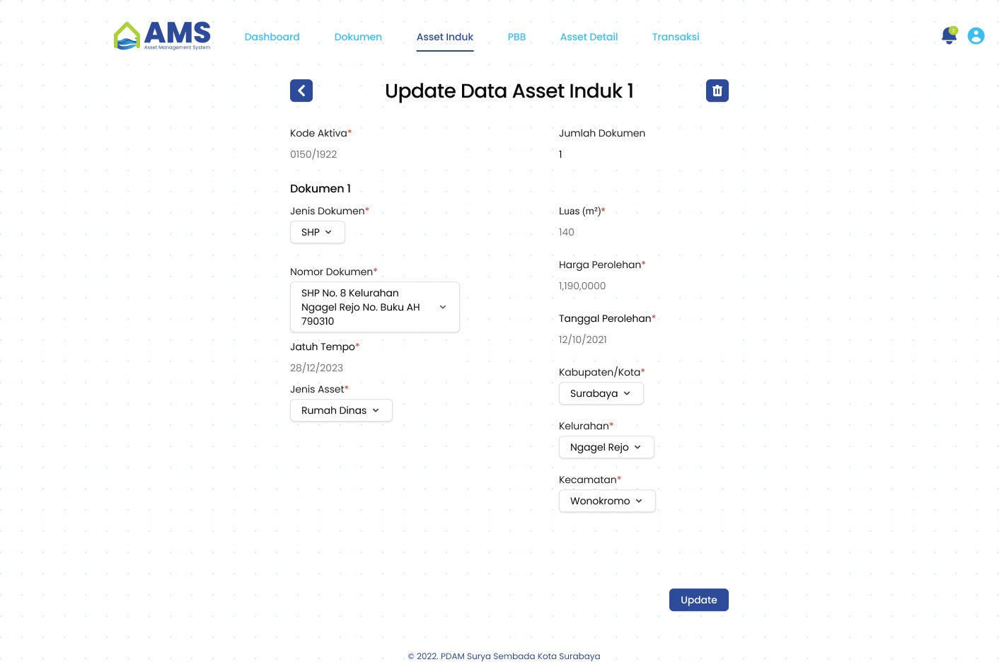 AMS
Asset Management System
Dashboard
Dokumen
Asset Induk
PBB
Asset Detail
Transaksi
2
Update Data Asset Induk 1
Kode Aktiva*
0150/1922
Jumlah Dokumen
1
Dokumen 1
Jenis Dokumen*
SHP
Nomor Dokumen*
SHP No. 8 Kelurahan
Ngagel Rejo No. Buku AH
790310
Jatuh Tempo*
28/12/2023
Jenis Asset*
Rumah Dinas
Luas (m²)*
140
Harga Perolehan*
1,190,0000
Tanggal Perolehan*
12/10/2021
Kabupaten/Kota*
Surabaya
Kelurahan*
Ngagel Rejo
Kecamatan*
Wonokromo
Update
© 2022. PDAM Surya Sembada Kota Surabaya